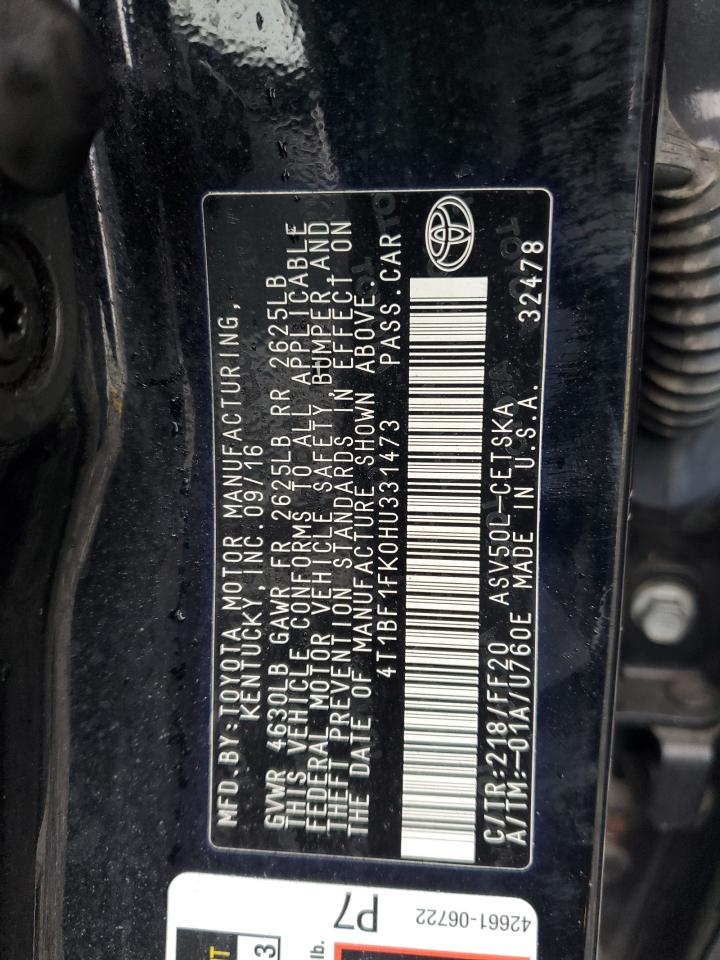 MFD.BY:TOYOTA MOTOR MANUFACTURING,
KENTUCKY, INC.09/16
GVWR 4630LB GAWR FR 2625LB RR 2625LB
THIS VEHICLE CONFORMS TO ALL APPLICABLE
FEDERAL MOTOR VEHICLE SAFETY, BUMPER, AND
THEFT PREVENTION STANDARDS IN EFFECT ON
THE DATE OF MANUFACTURE SHOWN ABOVE.
4T1BF1FK0HU331473 PASS.CAR
C/TR:218/FF20 ASV50L-CETSKA
A/TM:-01A/U760E MADE IN U.S.A. 32478
42661-06722
P7
lb.
3